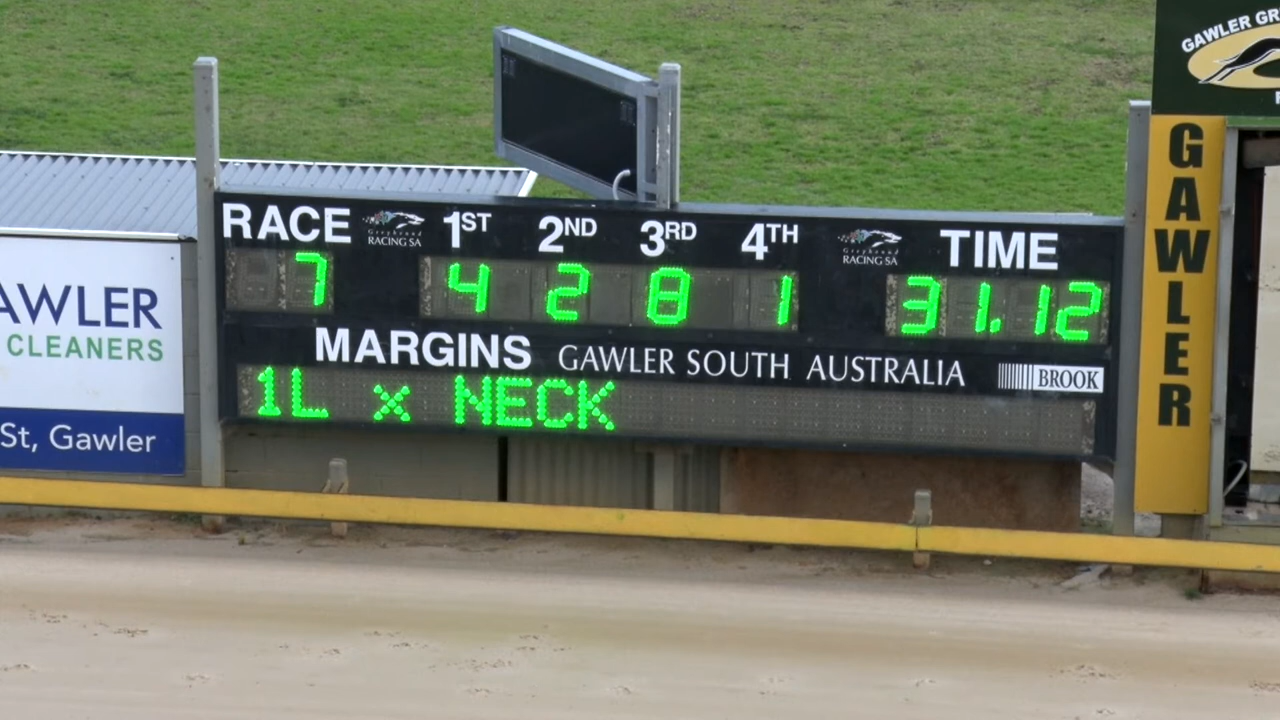 GAWLER GR
RACE
Greyhound
RACING SA
1ST 2ND 3RD 4TH
Greyhound
RACING SA
TIME
7 4 2 8 1 31.12
MARGINS GAWLER SOUTH AUSTRALIA BROOK
1L x NECK
AWLER
CLEANERS
St, Gawler
GAWLER